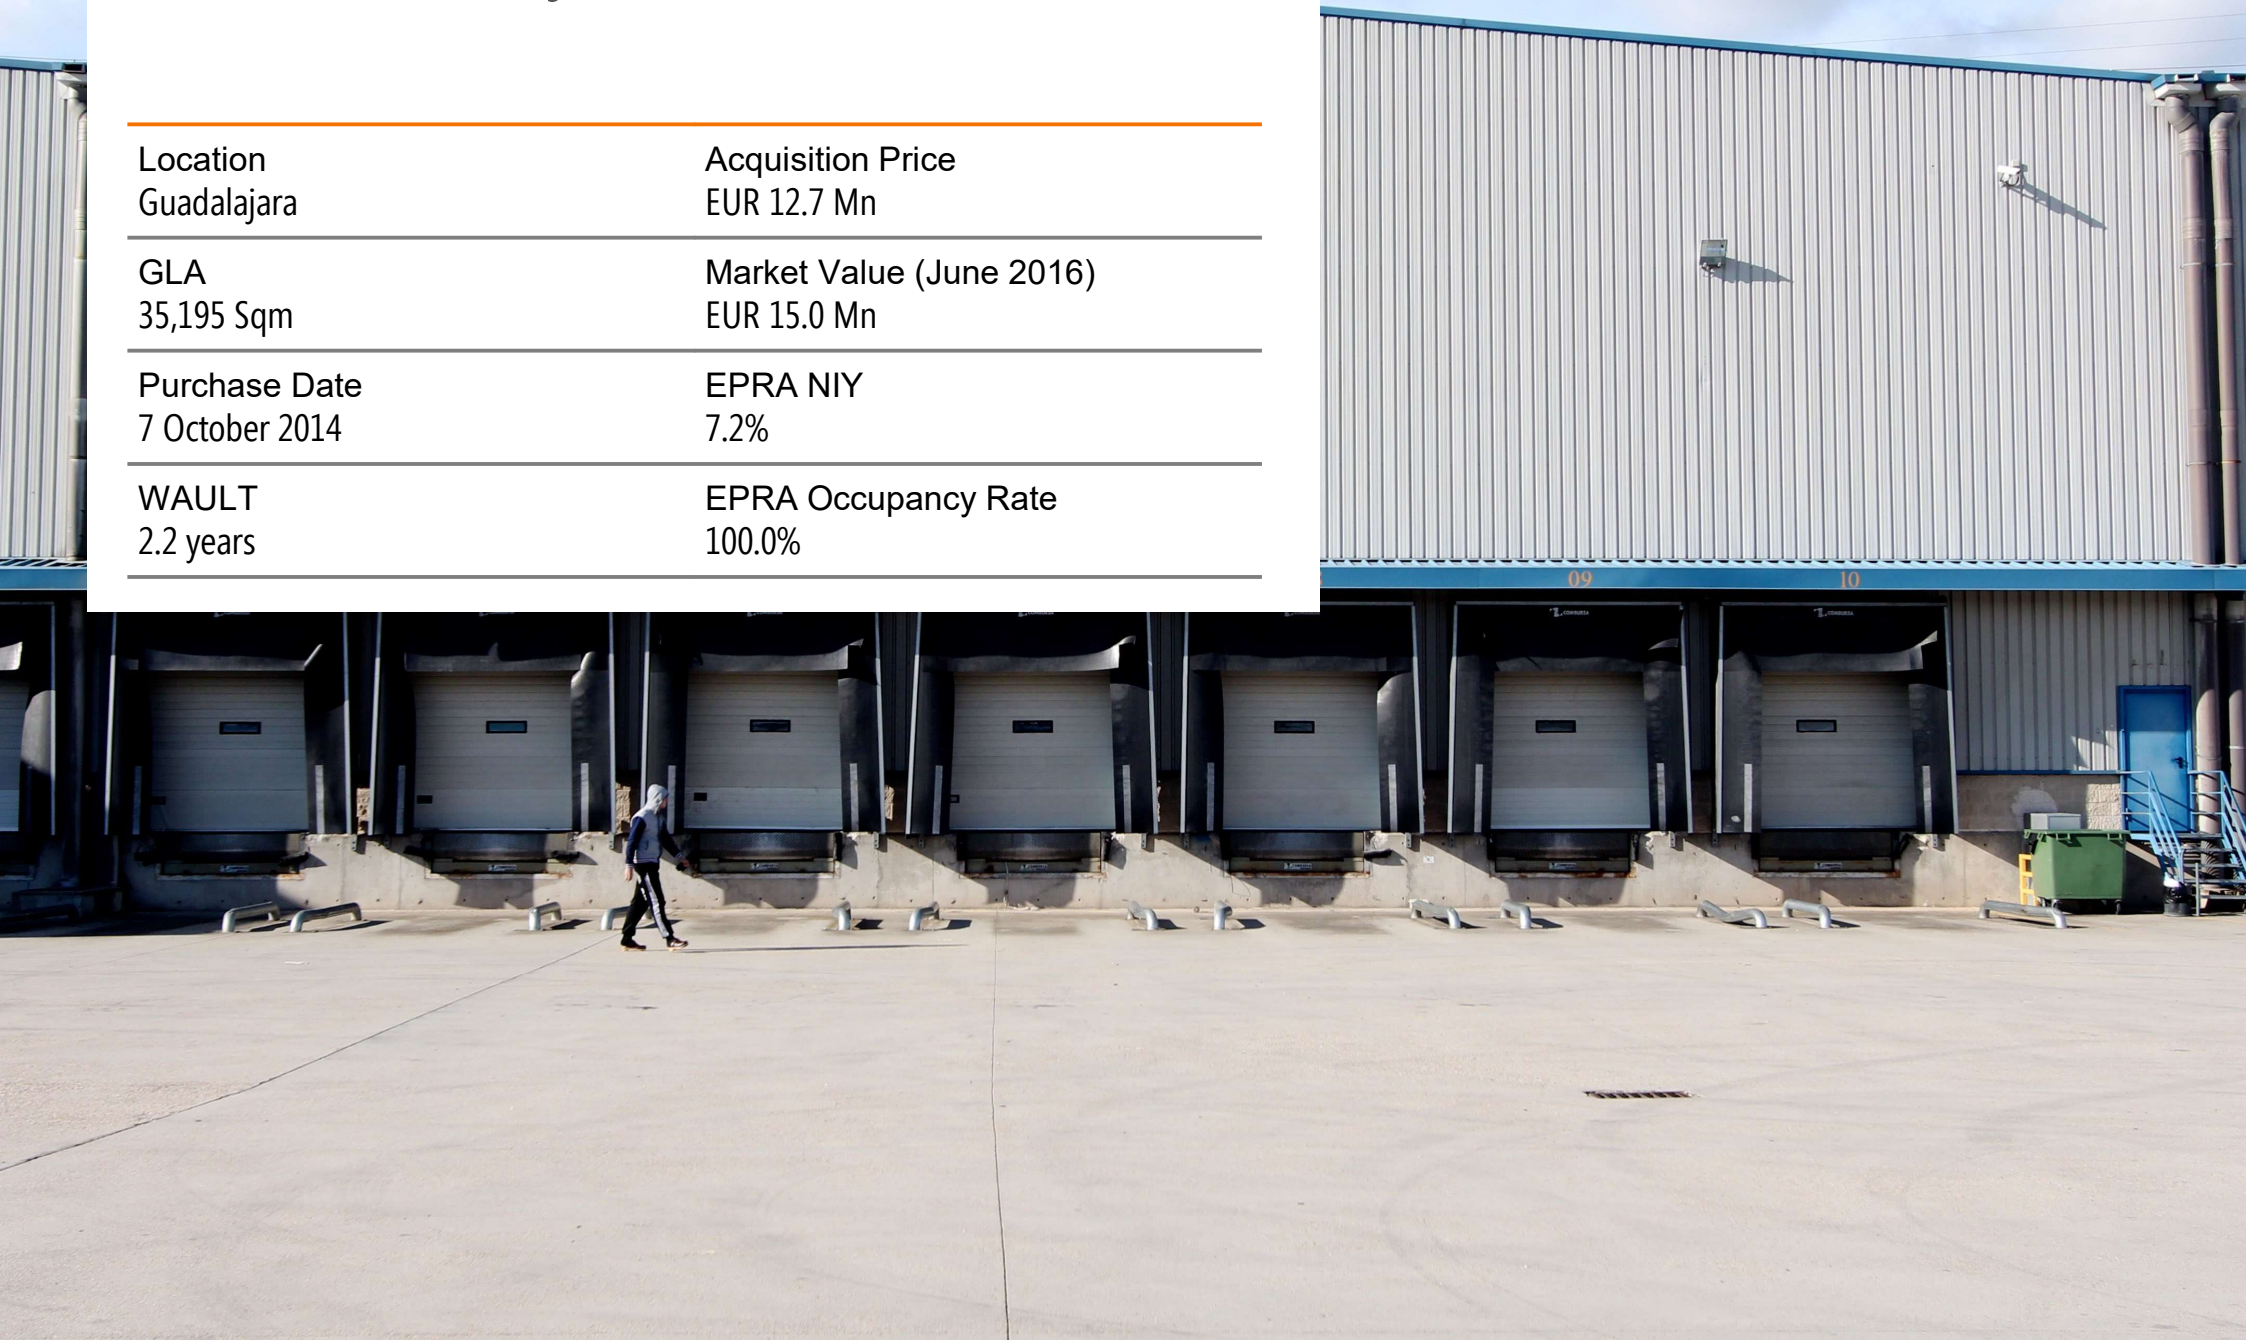 Location
Guadalajara
Acquisition Price
EUR 12.7 Mn
GLA
35,195 Sqm
Market Value (June 2016)
EUR 15.0 Mn
Purchase Date
7 October 2014
EPRA NIY
7.2%
WAULT
2.2 years
EPRA Occupancy Rate
100.0%
09
10